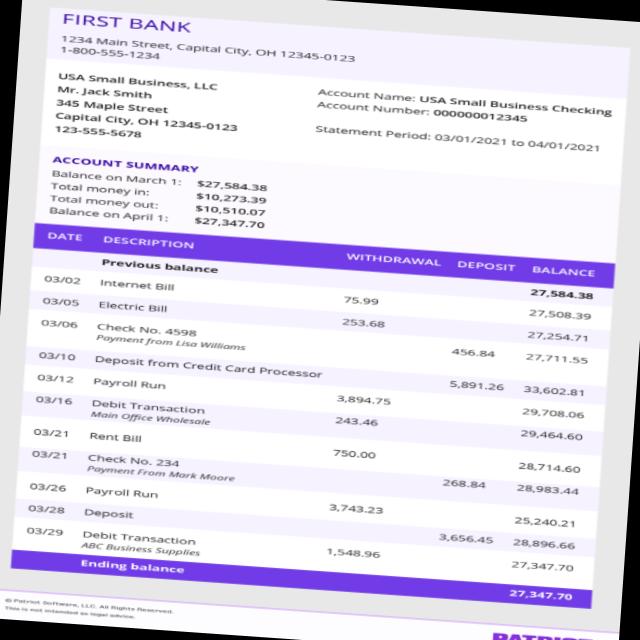 FIRST BANK
1234 Main Street, Capital City, OH 12345-0123
1-800-555-1234
USA Small Business, LLC
Mr. Jack Smith
345 Maple Street
Capital City, OH 12345-0123
123-555-5678
Account Name: USA Small Business Checking
Account Number: 000000012345
Statement Period: 03/01/2021 to 04/01/2021
ACCOUNT SUMMARY
Balance on March 1: $27,584.38
Total money in: $10,273.39
Total money out: $10,510.07
Balance on April 1: $27,347.70
DATE DESCRIPTION WITHDRAWAL DEPOSIT BALANCE
Previous balance 27,584.38
03/02 Internet Bill 75.99 27,508.39
03/05 Electric Bill 253.68 27,254.71
03/06 Check No. 4598 456.84 27,711.55
Payment from Lisa Williams
03/10 Deposit from Credit Card Processor 5,891.26 33,602.81
03/12 Payroll Run 3,894.75 29,708.06
03/16 Debit Transaction 243.46 29,464.60
Main Office Wholesale
03/21 Rent Bill 750.00 28,714.60
03/21 Check No. 234 268.84 28,983.44
Payment From Mark Moore
03/26 Payroll Run 3,743.23 25,240.21
03/28 Deposit 3,656.45 28,896.66
03/29 Debit Transaction 1,548.96 27,347.70
ABC Business Supplies
Ending balance 27,347.70
© Patriot Software, LLC. All Rights Reserved.
This is not intended as legal advice.